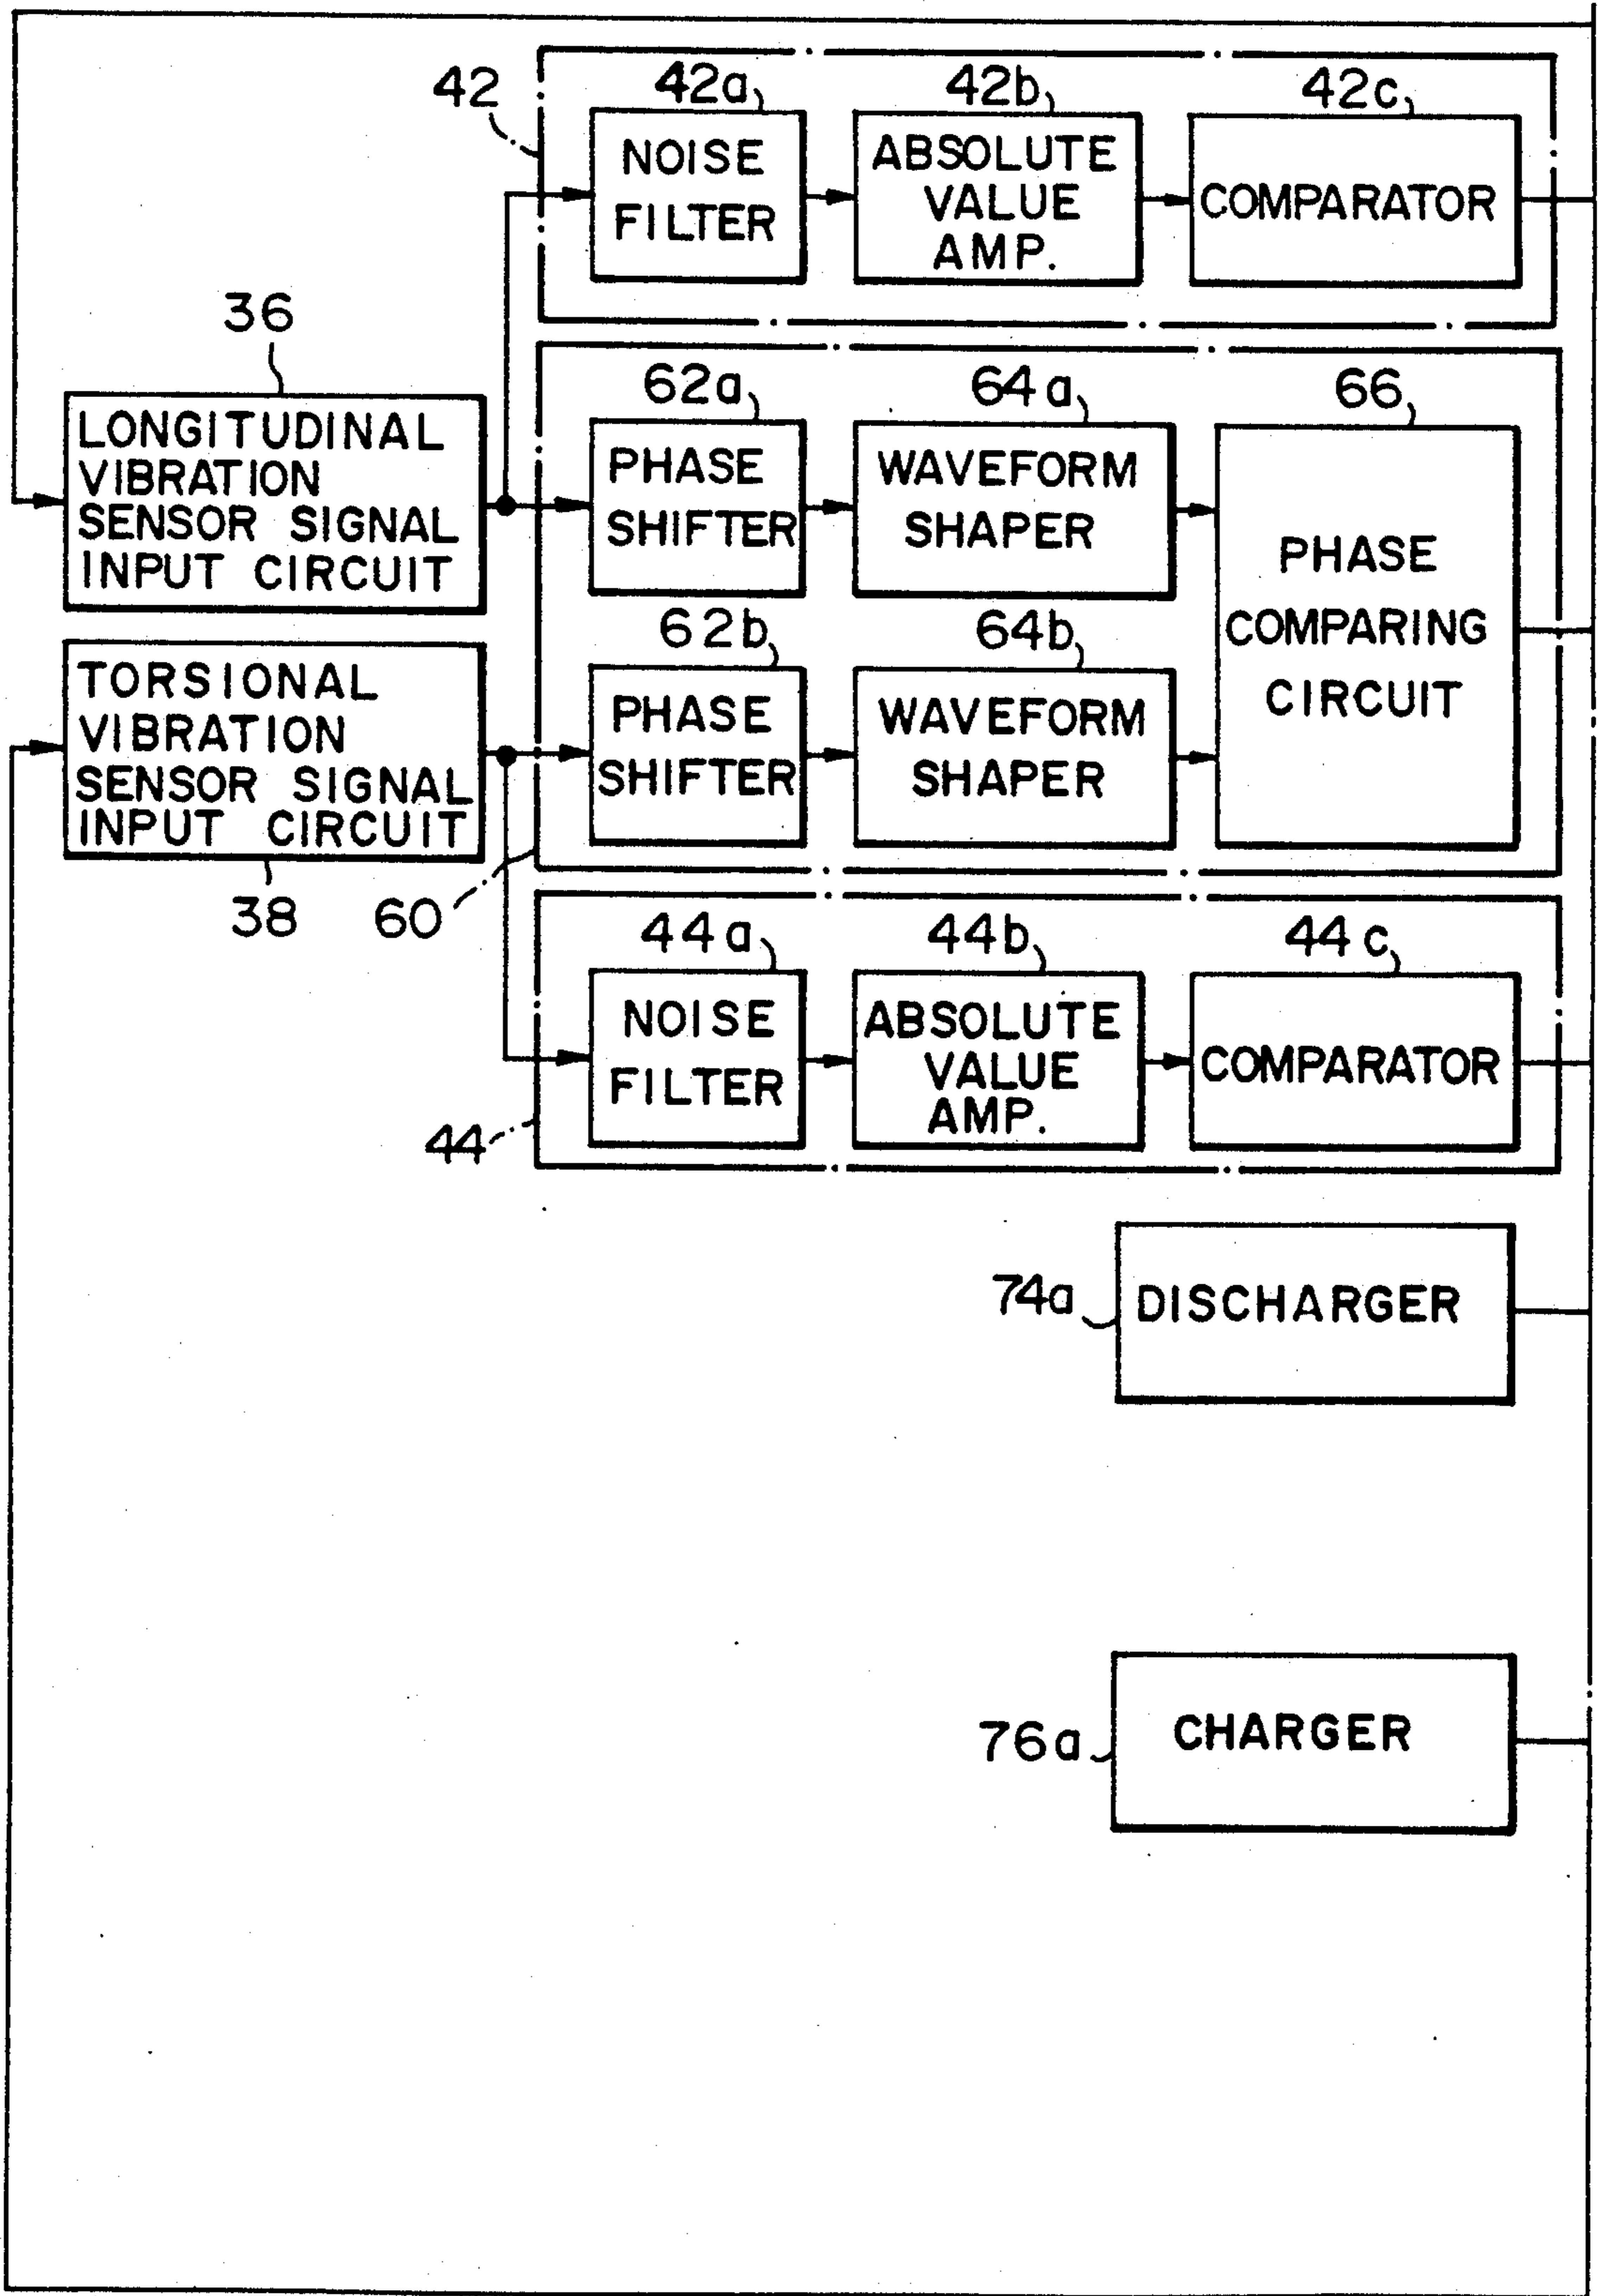 42
42a
42b
42c
NOISE
FILTER
ABSOLUTE
VALUE
AMP.
COMPARATOR
36
LONGITUDINAL
VIBRATION
SENSOR SIGNAL
INPUT CIRCUIT
62a
64a
66
PHASE
SHIFTER
WAVEFORM
SHAPER
PHASE
COMPARING
CIRCUIT
TORSIONAL
VIBRATION
SENSOR SIGNAL
INPUT CIRCUIT
38
62b
64b
PHASE
SHIFTER
WAVEFORM
SHAPER
60
44a
44b
44c
NOISE
FILTER
ABSOLUTE
VALUE
AMP.
COMPARATOR
44
74a
DISCHARGER
76a
CHARGER